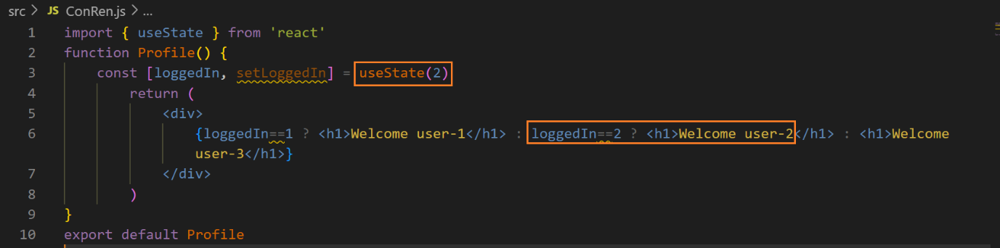 src > JS ConRen.js > ...
1 import { useState } from 'react'
2 function Profile() {
3 const [loggedIn, setLoggedIn] = useState(2)
4 return (
5 <div>
6 {loggedIn==1 ? <h1>Welcome user-1</h1> : loggedIn==2 ? <h1>Welcome user-2</h1> : <h1>Welcome
user-3</h1>}
7 </div>
8 )
9 }
10 export default Profile